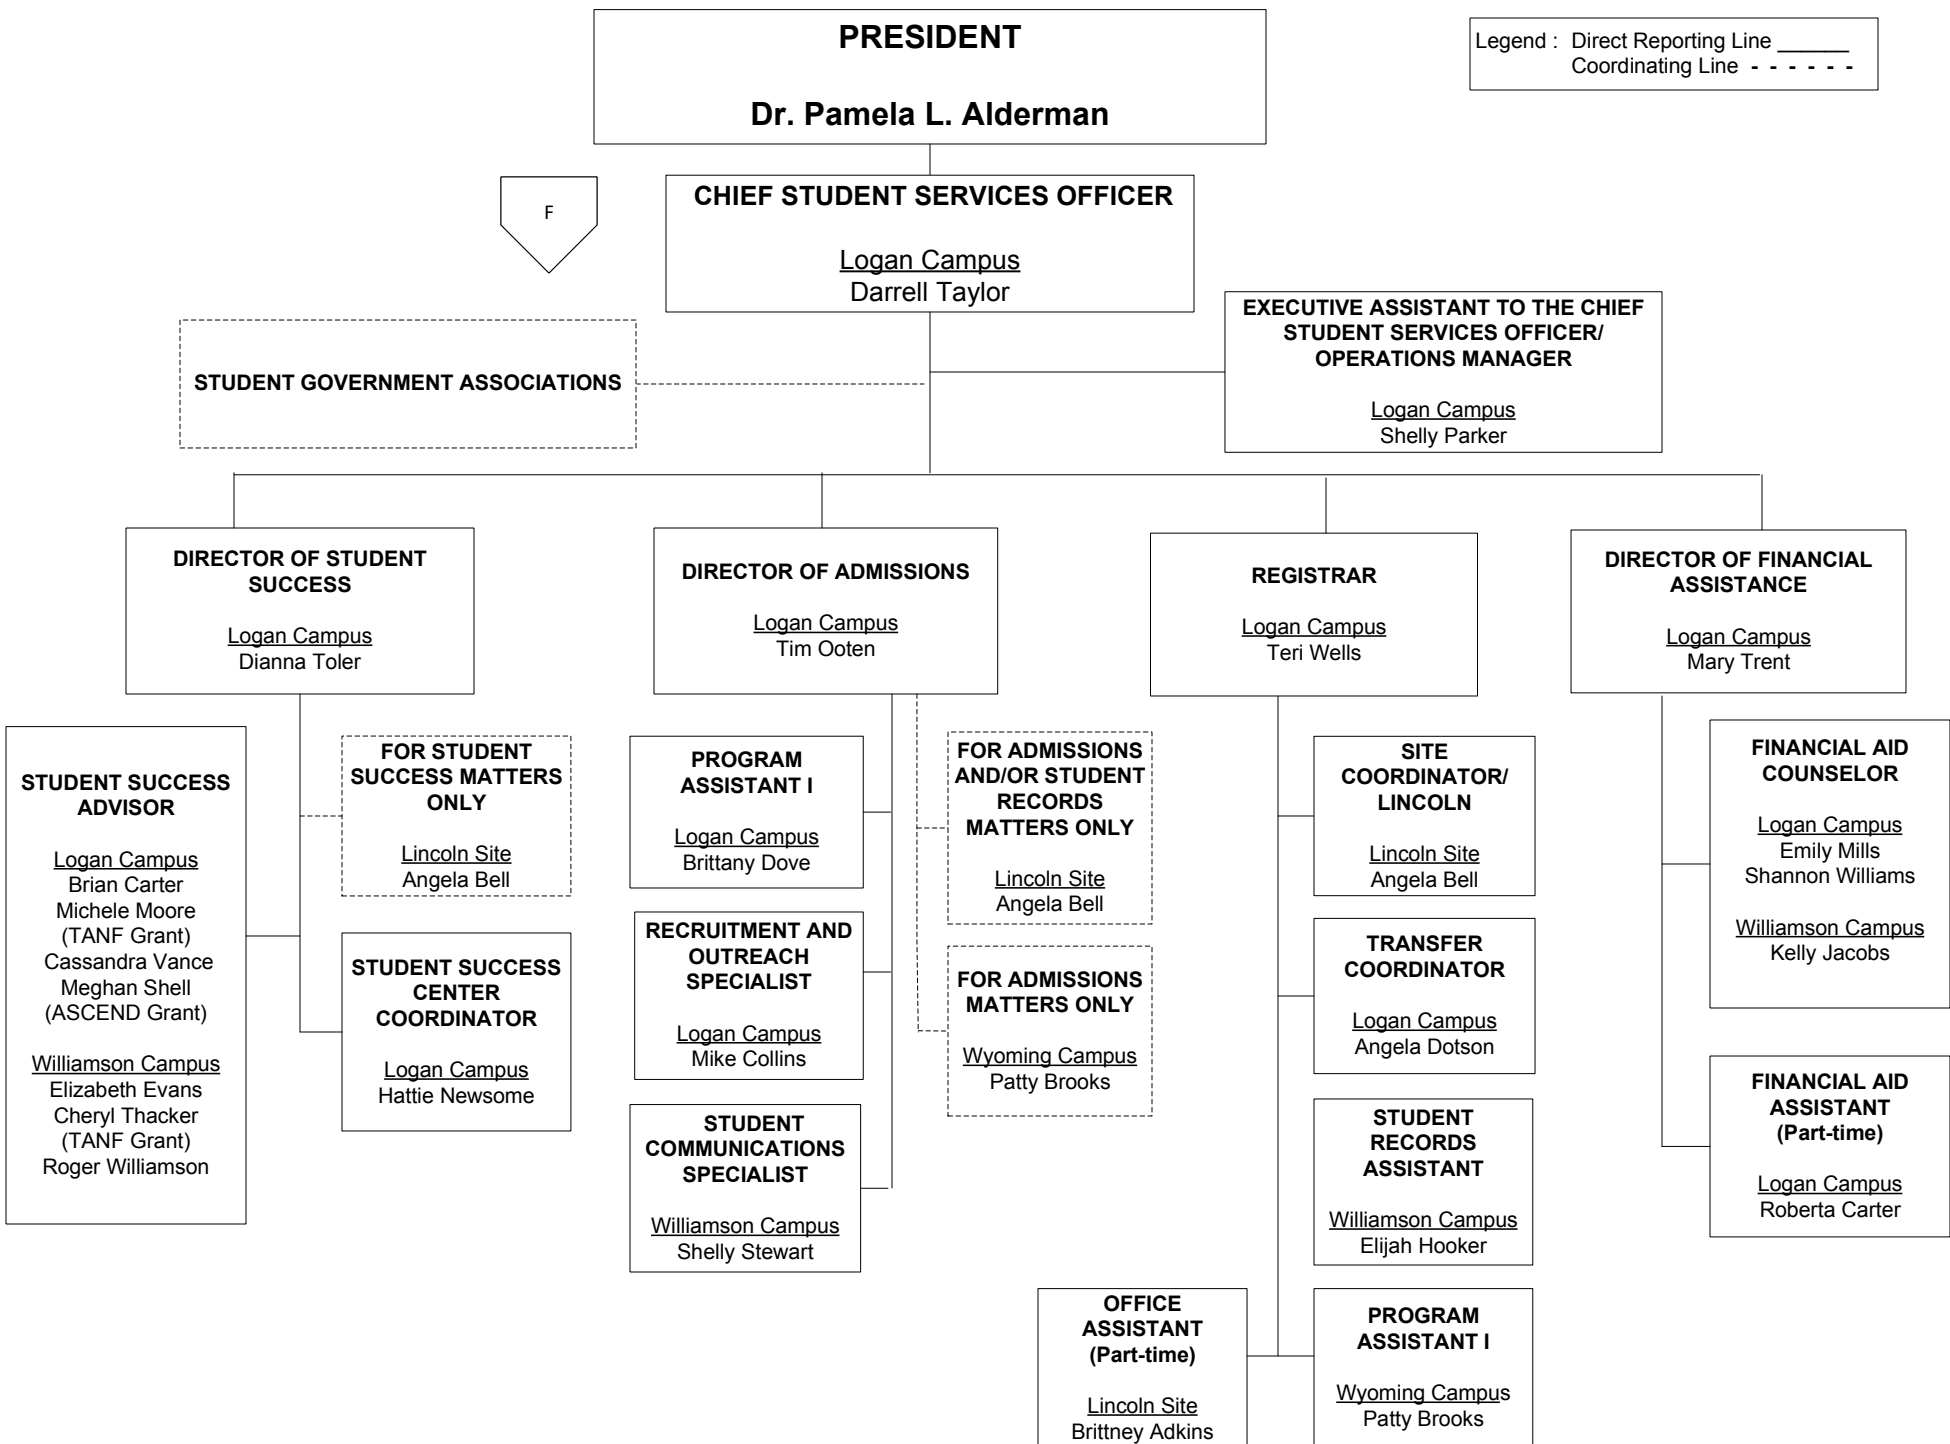 PRESIDENT
Dr. Pamela L. Alderman
Legend : Direct Reporting Line ______
Coordinating Line - - - - - -
F
CHIEF STUDENT SERVICES OFFICER
Logan Campus
Darrell Taylor
STUDENT GOVERNMENT ASSOCIATIONS
EXECUTIVE ASSISTANT TO THE CHIEF
STUDENT SERVICES OFFICER/
OPERATIONS MANAGER
Logan Campus
Shelly Parker
DIRECTOR OF STUDENT
SUCCESS
Logan Campus
Dianna Toler
DIRECTOR OF ADMISSIONS
Logan Campus
Tim Ooten
REGISTRAR
Logan Campus
Teri Wells
DIRECTOR OF FINANCIAL
ASSISTANCE
Logan Campus
Mary Trent
STUDENT SUCCESS
ADVISOR
Logan Campus
Brian Carter
Michele Moore
(TANF Grant)
Cassandra Vance
Meghan Shell
(ASCEND Grant)
Williamson Campus
Elizabeth Evans
Cheryl Thacker
(TANF Grant)
Roger Williamson
FOR STUDENT
SUCCESS MATTERS
ONLY
Lincoln Site
Angela Bell
STUDENT SUCCESS
CENTER
COORDINATOR
Logan Campus
Hattie Newsome
PROGRAM
ASSISTANT I
Logan Campus
Brittany Dove
RECRUITMENT AND
OUTREACH
SPECIALIST
Logan Campus
Mike Collins
STUDENT
COMMUNICATIONS
SPECIALIST
Williamson Campus
Shelly Stewart
FOR ADMISSIONS
AND/OR STUDENT
RECORDS
MATTERS ONLY
Lincoln Site
Angela Bell
FOR ADMISSIONS
MATTERS ONLY
Wyoming Campus
Patty Brooks
SITE
COORDINATOR/
LINCOLN
Lincoln Site
Angela Bell
TRANSFER
COORDINATOR
Logan Campus
Angela Dotson
STUDENT
RECORDS
ASSISTANT
Williamson Campus
Elijah Hooker
OFFICE
ASSISTANT
(Part-time)
Lincoln Site
Brittney Adkins
PROGRAM
ASSISTANT I
Wyoming Campus
Patty Brooks
FINANCIAL AID
COUNSELOR
Logan Campus
Emily Mills
Shannon Williams
Williamson Campus
Kelly Jacobs
FINANCIAL AID
ASSISTANT
(Part-time)
Logan Campus
Roberta Carter